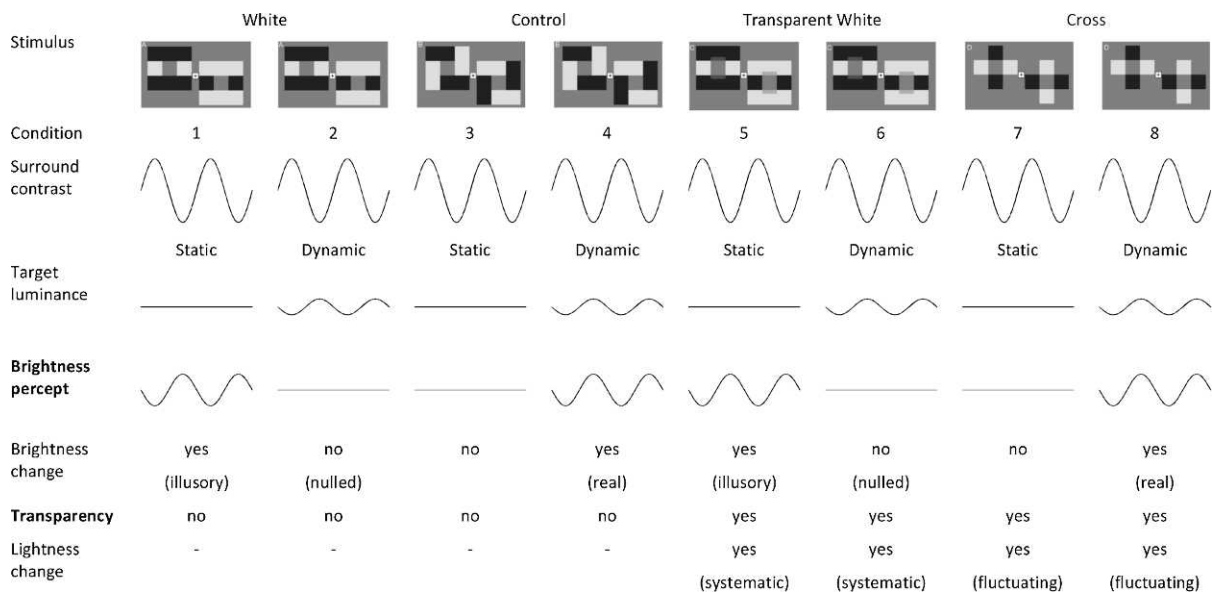 White Control Transparent White Cross
Stimulus
A A B B C C D D
Condition 1 2 3 4 5 6 7 8
Surround
contrast
Static Dynamic Static Dynamic Static Dynamic Static Dynamic
Target
luminance
Brightness
percept
Brightness yes no no yes yes no no yes
change
(illusory) (nulled) (real) (illusory) (nulled) (real)
Transparency no no no no yes yes yes yes
Lightness - - - - yes yes yes yes
change
(systematic) (systematic) (fluctuating) (fluctuating)